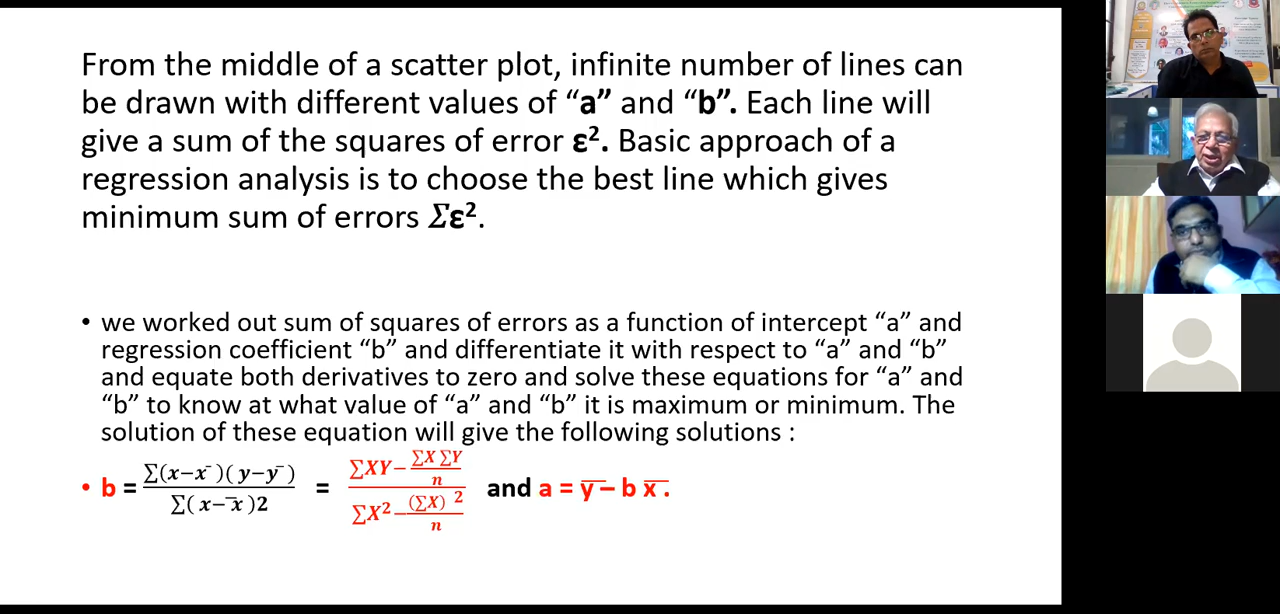 From the middle of a scatter plot, infinite number of lines can
be drawn with different values of “a” and “b”. Each line will
give a sum of the squares of error ε². Basic approach of a
regression analysis is to choose the best line which gives
minimum sum of errors Σε².
• we worked out sum of squares of errors as a function of intercept “a” and
regression coefficient “b” and differentiate it with respect to “a” and “b”
and equate both derivatives to zero and solve these equations for “a” and
“b” to know at what value of “a” and “b” it is maximum or minimum. The
solution of these equation will give the following solutions :
• b = ∑(x−x̄)(y−ȳ) / ∑(x−x̄)2 = (∑XY − ∑X ∑Y / n) / (∑X² − (∑X)² / n) and a = ȳ − b x̄.